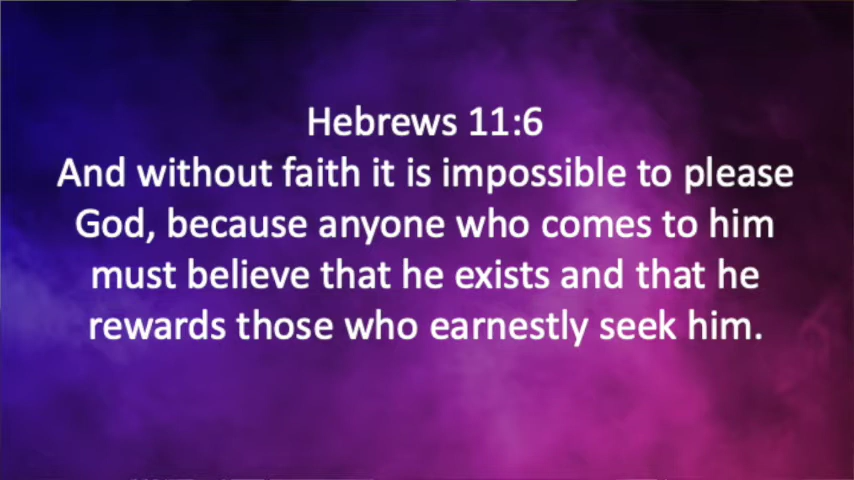 Hebrews 11:6
And without faith it is impossible to please
God, because anyone who comes to him
must believe that he exists and that he
rewards those who earnestly seek him.